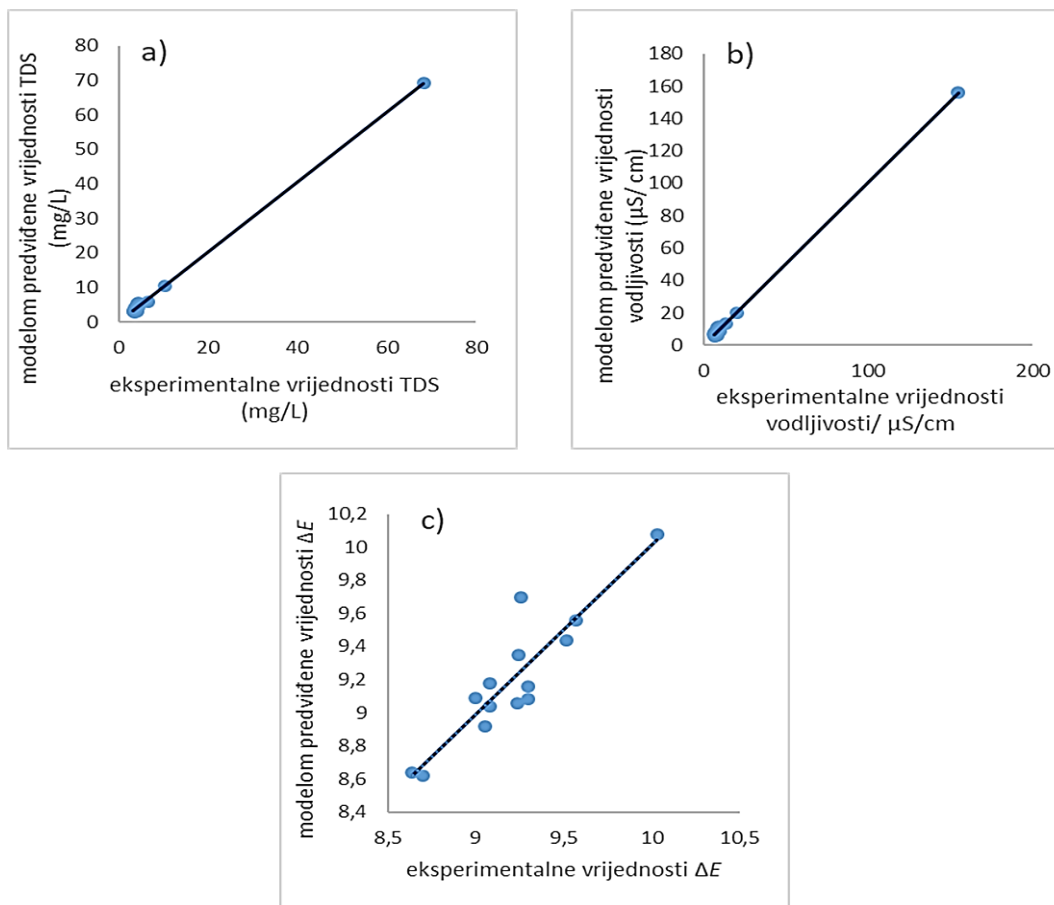 a)
modelom predviđene vrijednosti TDS
(mg/L)
80
70
60
50
40
30
20
10
0
0 20 40 60 80
eksperimentalne vrijednosti TDS
(mg/L)
b)
modelom predviđene vrijednosti
vodljivosti (µS/ cm)
180
160
140
120
100
80
60
40
20
0
0 100 200
eksperimentalne vrijednosti
vodljivosti/ µS/cm
c)
modelom predviđene vrijednosti ΔE
10,2
10
9,8
9,6
9,4
9,2
9
8,8
8,6
8,4
8,5 9 9,5 10 10,5
eksperimentalne vrijednosti ΔE